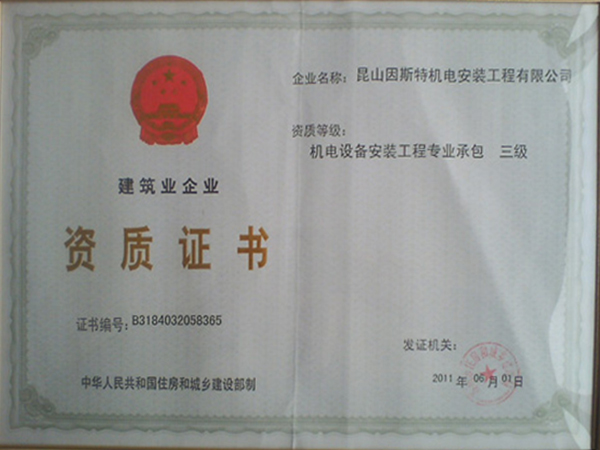 建筑业企业
资质证书
证书编号：B3184032058365
中华人民共和国住房和城乡建设部制
企业名称：昆山因斯特机电安装工程有限公司
资质等级：
机电设备安装工程专业承包 三级
发证机关：
2011 年 06 月 01 日